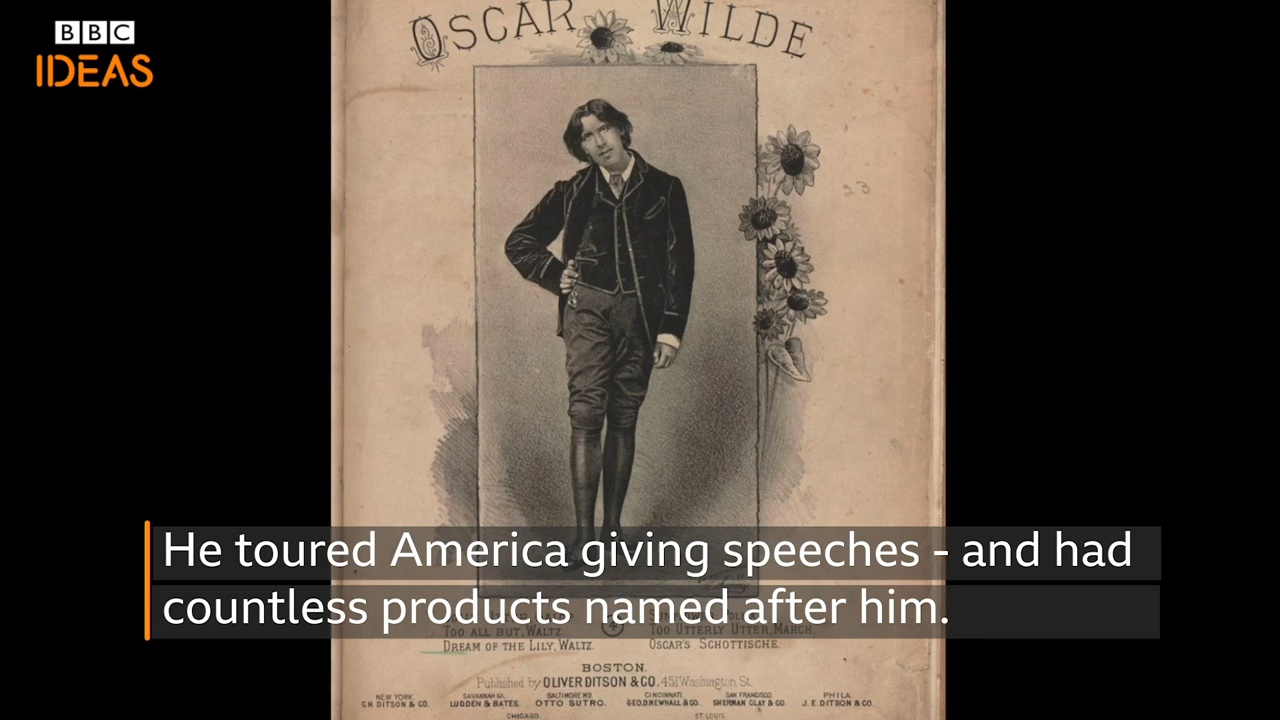 BBC
IDEAS
OSCAR WILDE
23
He toured America giving speeches - and had
countless products named after him.
TOO ALL BUT, WALTZ.
DREAM OF THE LILY, WALTZ.
4
TOO UTTERLY UTTER, MARCH.
OSCAR'S SCHOTTISCHE.
BOSTON.
Published by OLIVER DITSON & CO. 451 Washington St.
NEW YORK. SAVANNAH GA. BALTIMORE MD. CINCINNATI. SAN FRANCISCO. PHILA.
C.H. DITSON & CO. LUDDEN & BATES. OTTO SUTRO. GEO.D.NEWHALL & CO. SHERMAN CLAY & CO. J. E. DITSON & CO.
CHICAGO. ST LOUIS.